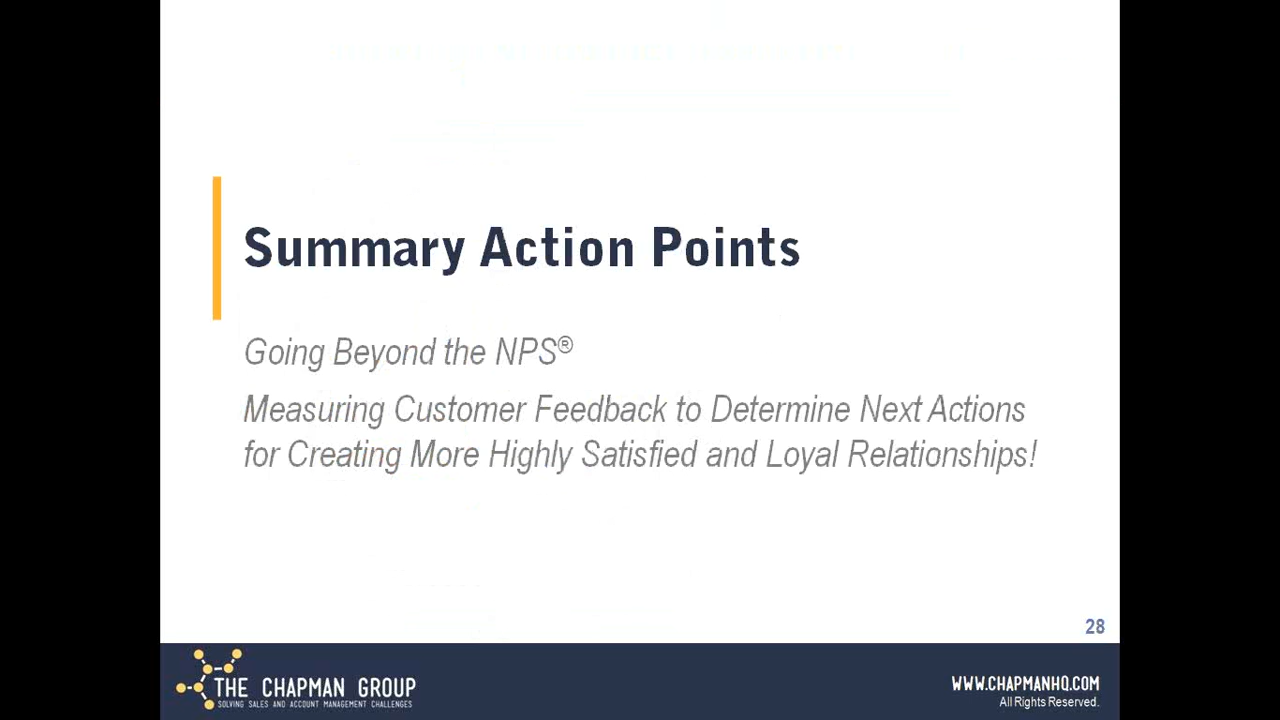 Summary Action Points
Going Beyond the NPS®
Measuring Customer Feedback to Determine Next Actions
for Creating More Highly Satisfied and Loyal Relationships!
28
THE CHAPMAN GROUP
SOLVING SALES AND ACCOUNT MANAGEMENT CHALLENGES
WWW.CHAPMANHQ.COM
All Rights Reserved.